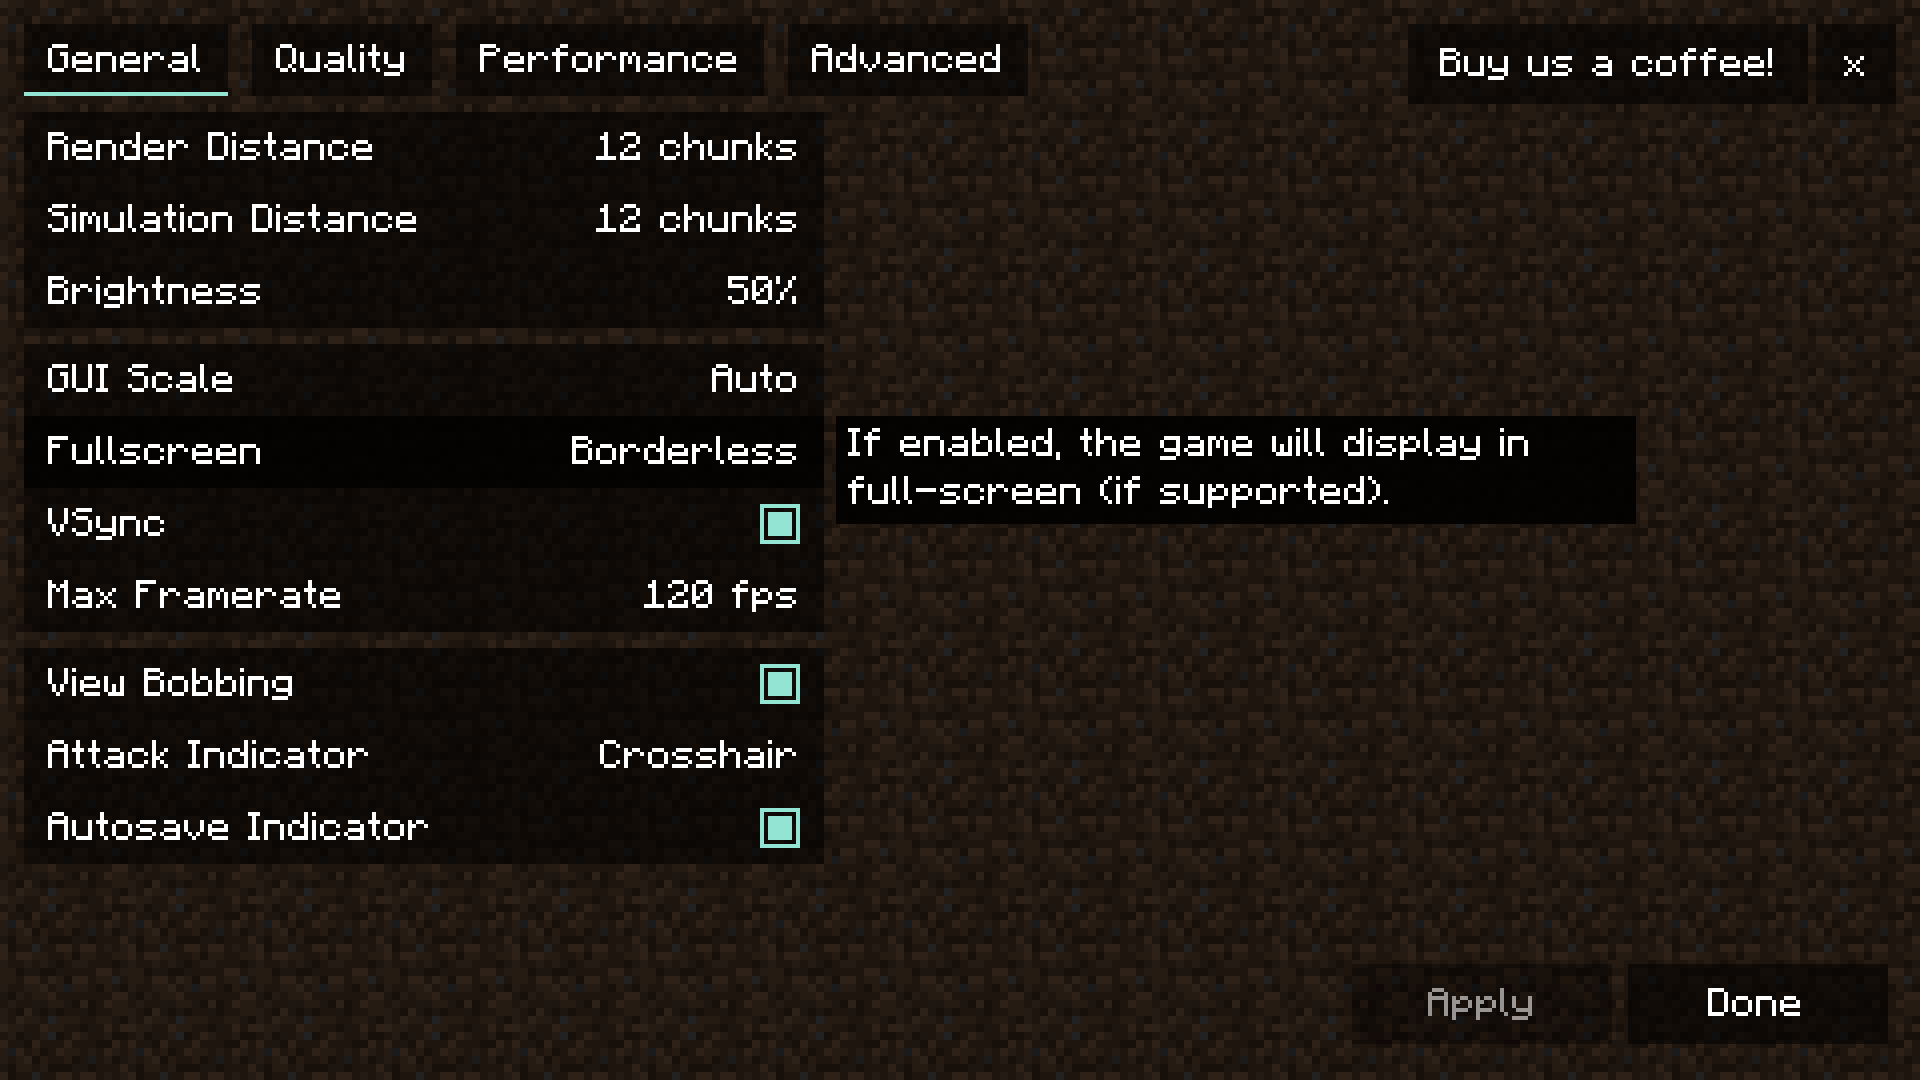 General Quality Performance Advanced Buy us a coffee! x
Render Distance 12 chunks
Simulation Distance 12 chunks
Brightness 50%
GUI Scale Auto
Fullscreen Borderless
If enabled, the game will display in
full-screen (if supported).
VSync
Max Framerate 120 fps
View Bobbing
Attack Indicator Crosshair
Autosave Indicator
Apply Done